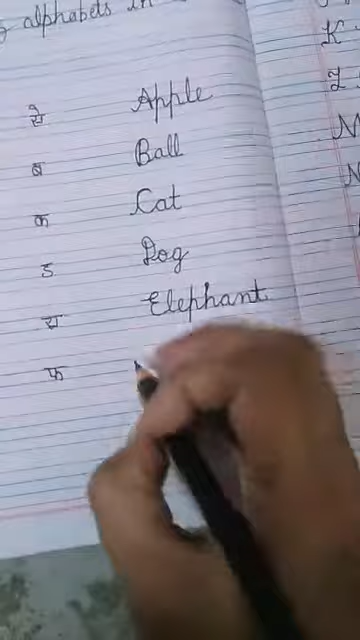 alphabets in
ऐ Apple
ब Ball
क Cat
ड Dog
य Elephant
फ
K
L
M
N